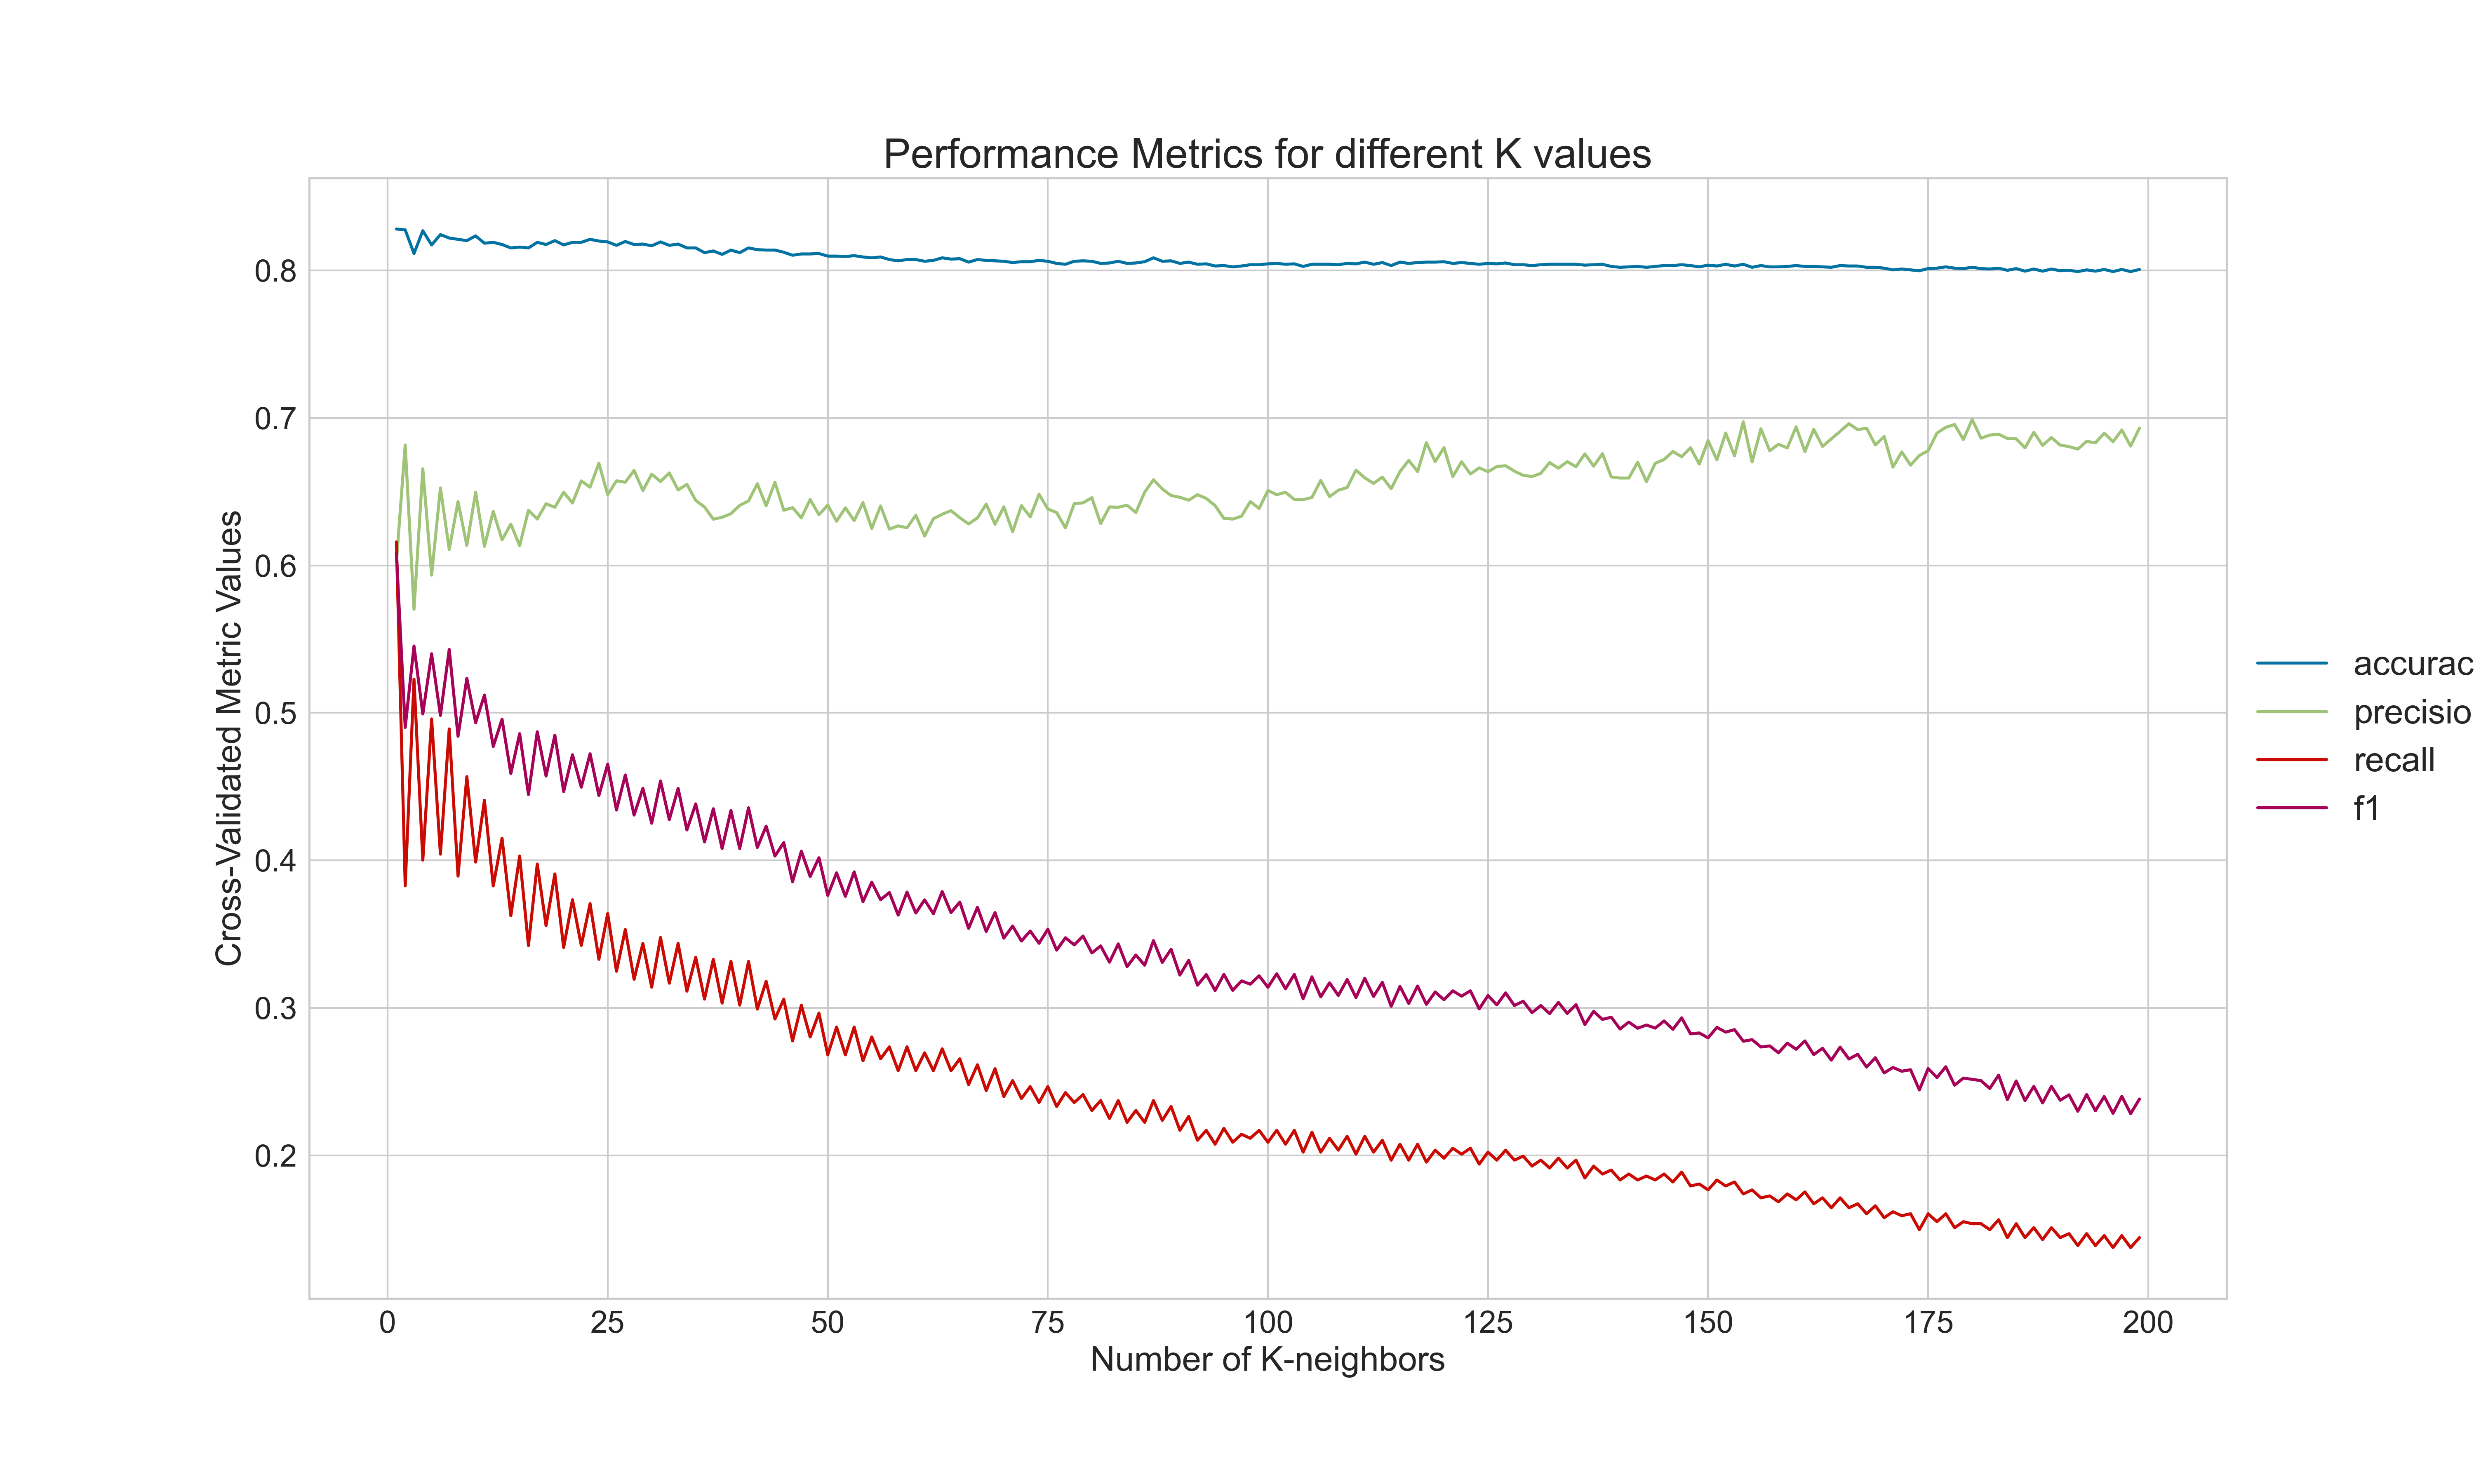 Performance Metrics for different K values
Cross-Validated Metric Values
0.8
0.7
0.6
0.5
0.4
0.3
0.2
0 25 50 75 100 125 150 175 200
Number of K-neighbors
accurac
precisio
recall
f1